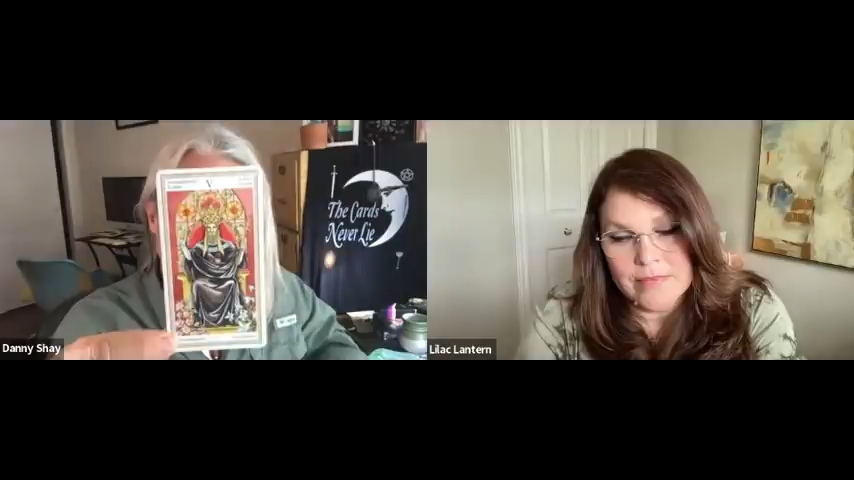 V
The Cards
Never Lie
Danny Shay
Lilac Lantern